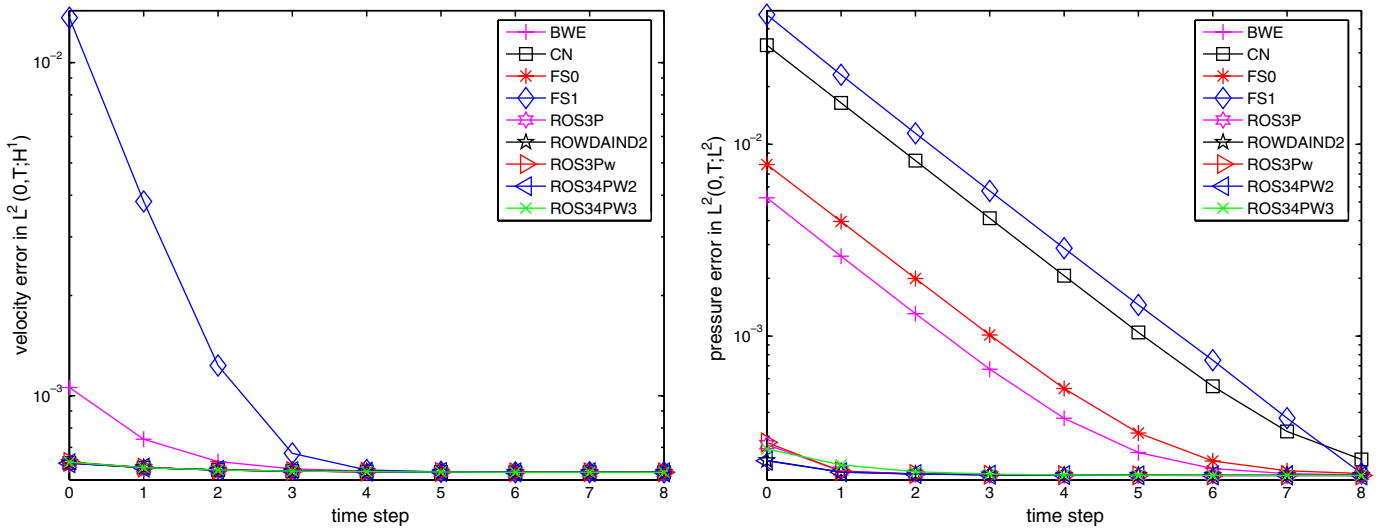 10⁻²
10⁻³
velocity error in L² (0,T;H¹)
0 1 2 3 4 5 6 7 8
time step
BWE
CN
FS0
FS1
ROS3P
ROWDAIND2
ROS3Pw
ROS34PW2
ROS34PW3
10⁻²
10⁻³
pressure error in L² (0,T;L²)
0 1 2 3 4 5 6 7 8
time step
BWE
CN
FS0
FS1
ROS3P
ROWDAIND2
ROS3Pw
ROS34PW2
ROS34PW3